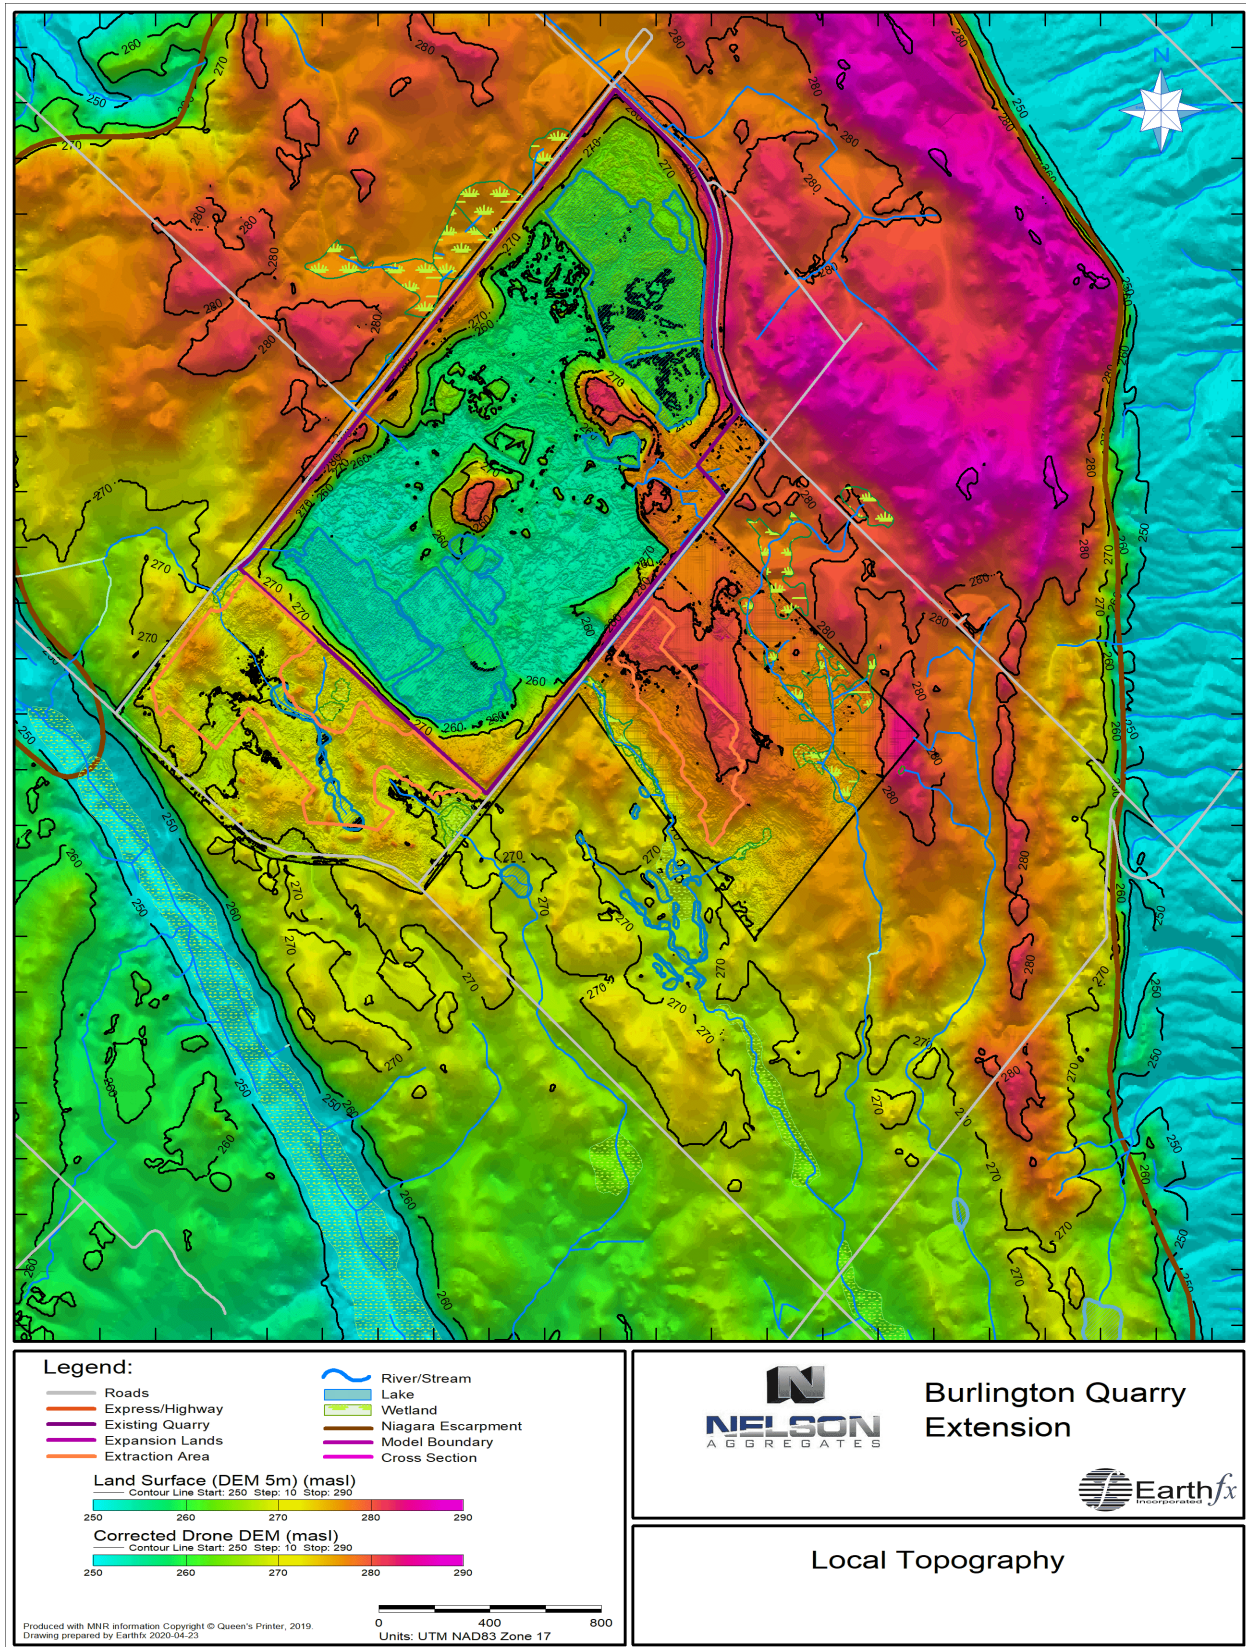 N
Legend:
Roads
Express/Highway
Existing Quarry
Expansion Lands
Extraction Area
River/Stream
Lake
Wetland
Niagara Escarpment
Model Boundary
Cross Section
Land Surface (DEM 5m) (masl)
Contour Line Start: 250 Step: 10 Stop: 290
250 260 270 280 290
Corrected Drone DEM (masl)
Contour Line Start: 250 Step: 10 Stop: 290
250 260 270 280 290
0 400 800
Units: UTM NAD83 Zone 17
Produced with MNR information Copyright © Queen's Printer, 2019.
Drawing prepared by Earthfx 2020-04-23
NELSON
AGGREGATES
Burlington Quarry
Extension
Earthfx
Incorporated
Local Topography